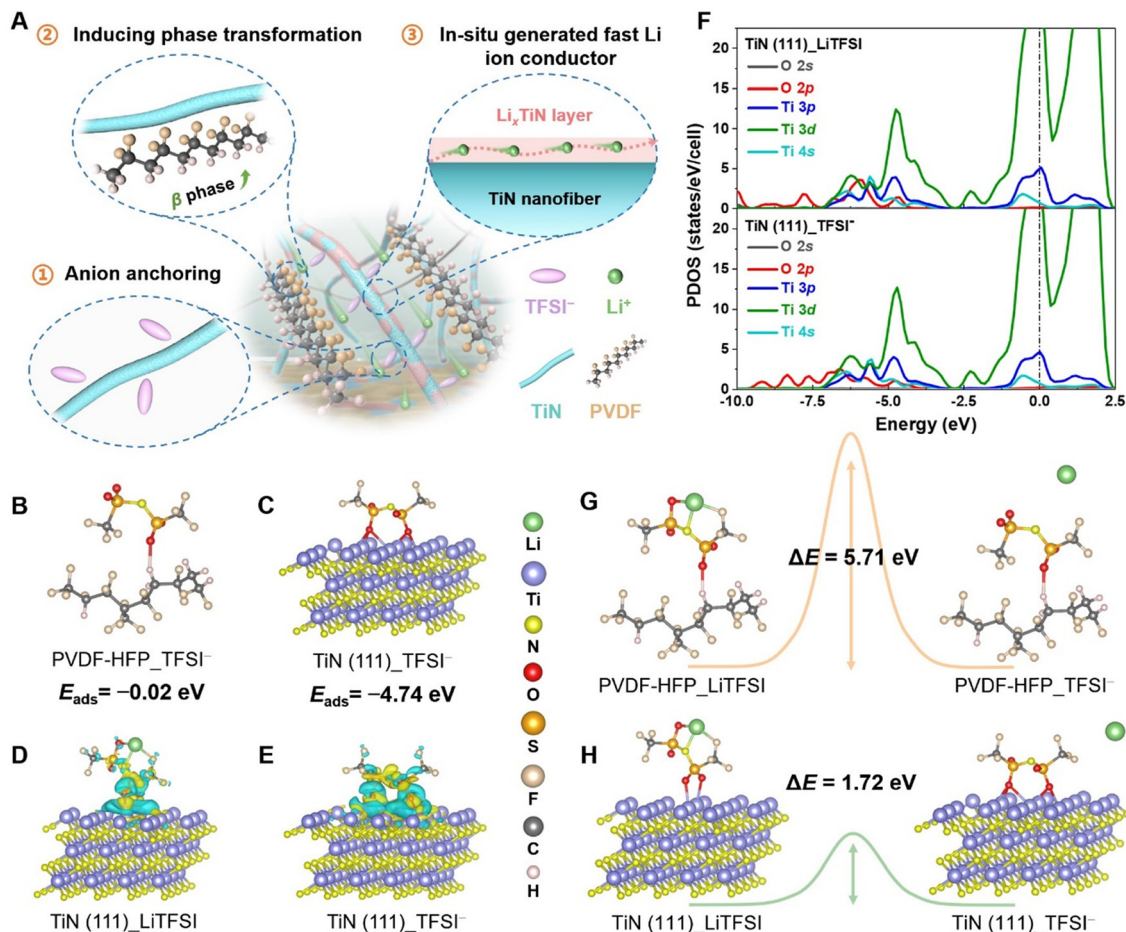 A
② Inducing phase transformation
③ In-situ generated fast Li
ion conductor
LiₓTiN layer
β phase
TiN nanofiber
① Anion anchoring
TFSI⁻
Li⁺
TiN
PVDF
F
TiN (111)_LiTFSI
O 2s
O 2p
Ti 3p
Ti 3d
Ti 4s
TiN (111)_TFSI⁻
O 2s
O 2p
Ti 3p
Ti 3d
Ti 4s
PDOS (states/eV/cell)
20
15
10
5
0
20
15
10
5
0
-10.0 -7.5 -5.0 -2.5 0.0 2.5
Energy (eV)
B
PVDF-HFP_TFSI⁻
E_ads= −0.02 eV
C
TiN (111)_TFSI⁻
E_ads= −4.74 eV
D
TiN (111)_LiTFSI
E
TiN (111)_TFSI⁻
Li
Ti
N
O
S
F
C
H
G
ΔE = 5.71 eV
PVDF-HFP_LiTFSI
PVDF-HFP_TFSI⁻
H
ΔE = 1.72 eV
TiN (111)_LiTFSI
TiN (111)_TFSI⁻